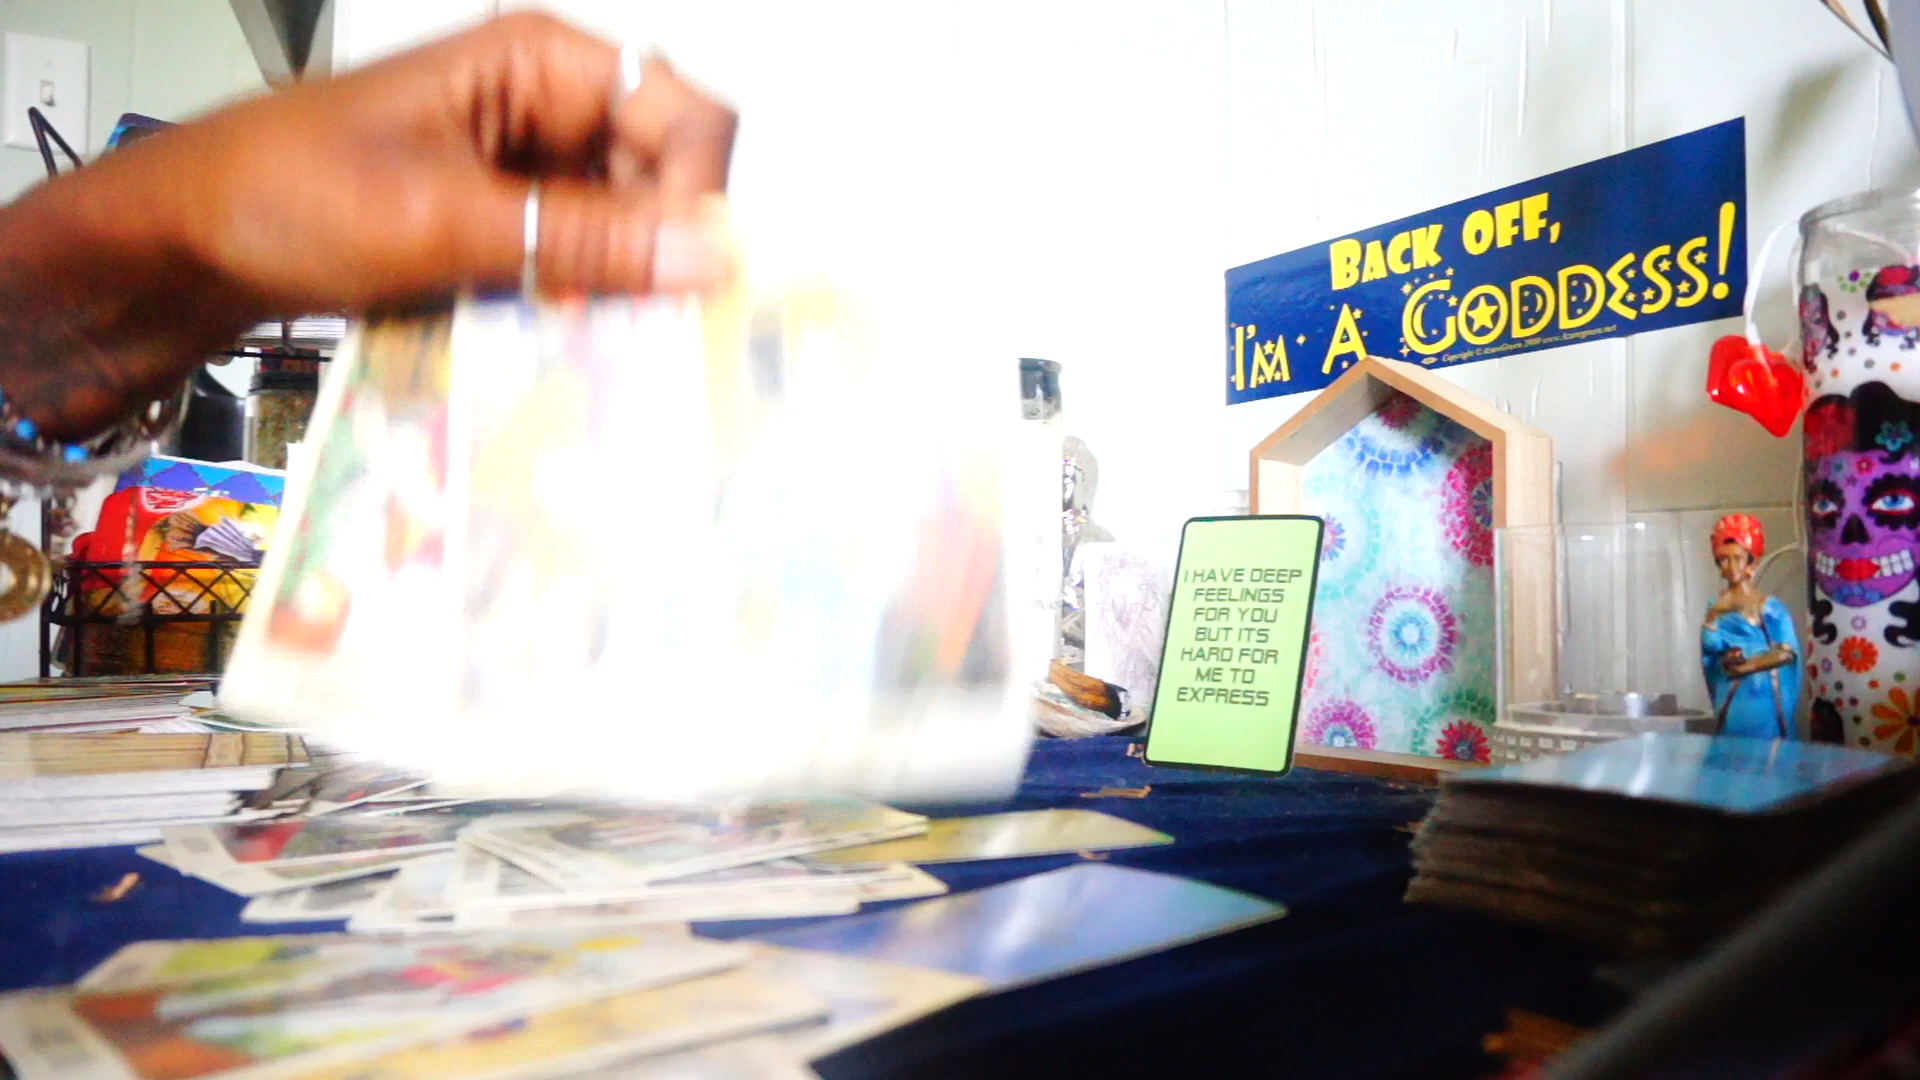 BACK OFF,
I'M A GODDESS!
I HAVE DEEP
FEELINGS
FOR YOU
BUT ITS
HARD FOR
ME TO
EXPRESS